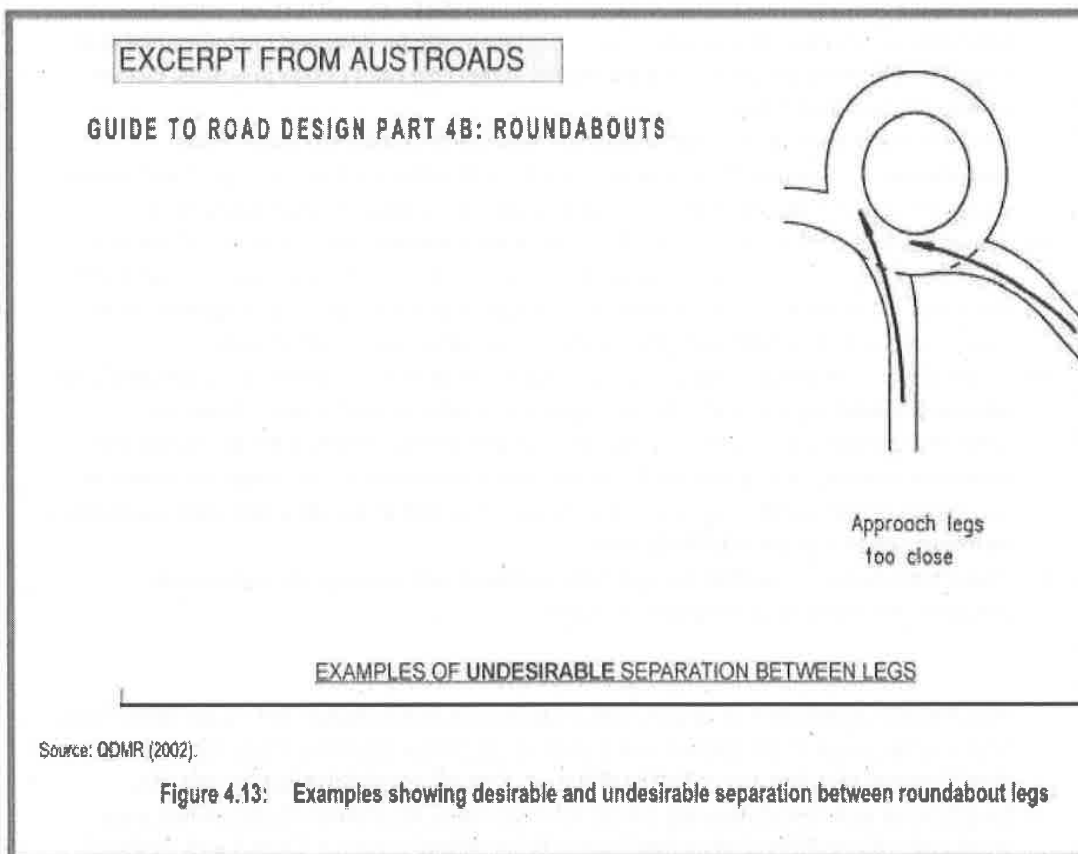 EXCERPT FROM AUSTROADS
GUIDE TO ROAD DESIGN PART 4B: ROUNDABOUTS
Approach legs
too close
EXAMPLES OF UNDESIRABLE SEPARATION BETWEEN LEGS
Source: QDMR (2002).
Figure 4.13: Examples showing desirable and undesirable separation between roundabout legs